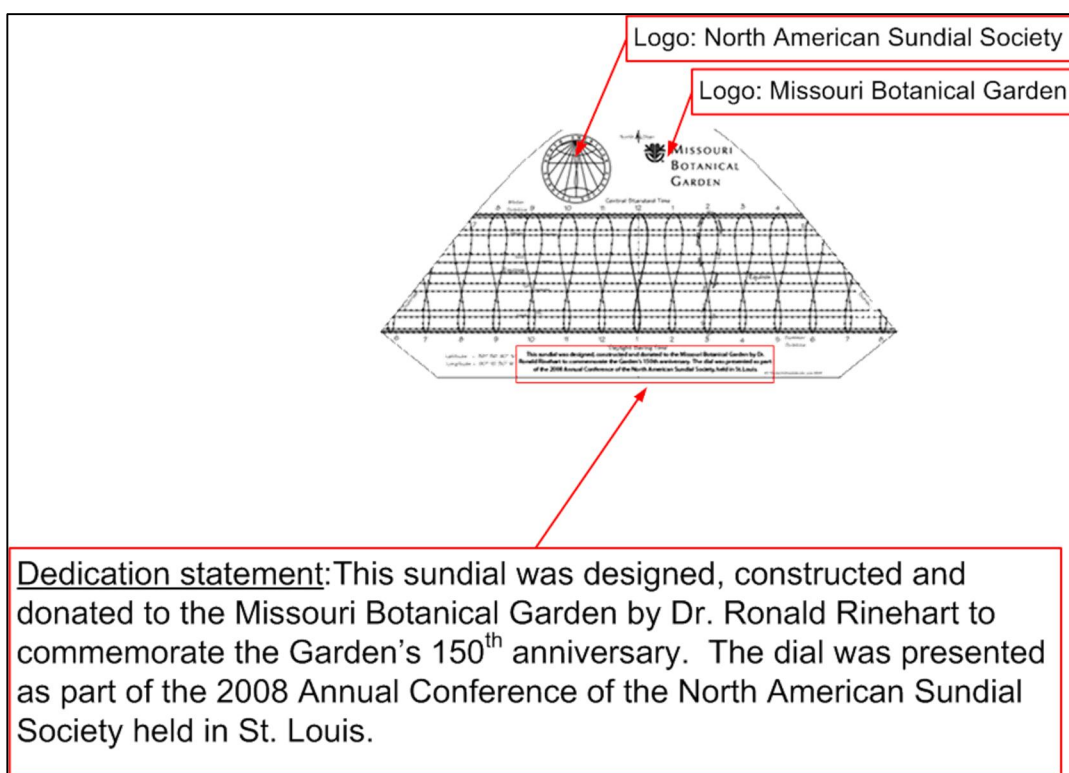 Logo: North American Sundial Society
Logo: Missouri Botanical Garden
MISSOURI
BOTANICAL
GARDEN
Central Standard Time
8 9 10 11 12 1 2 3 4
6 7 8 9 10 11 12 1 2 3 4 5 6 7 8
Daylight Saving Time
This sundial was designed, constructed and donated to the Missouri Botanical Garden by Dr.
Ronald Rinehart to commemorate the Garden's 150th anniversary. The dial was presented as part
of the 2008 Annual Conference of the North American Sundial Society, held in St. Louis.
Dedication statement:This sundial was designed, constructed and
donated to the Missouri Botanical Garden by Dr. Ronald Rinehart to
commemorate the Garden's 150th anniversary. The dial was presented
as part of the 2008 Annual Conference of the North American Sundial
Society held in St. Louis.